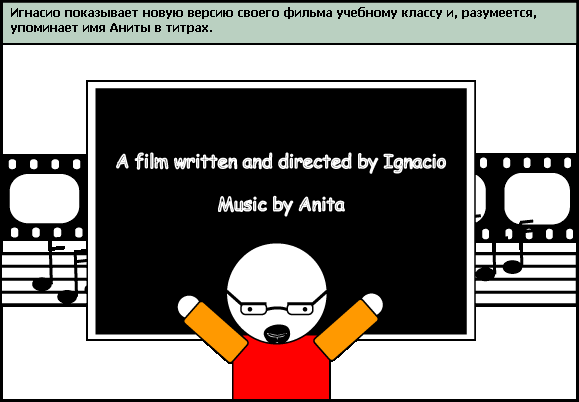 Игнасио показывает новую версию своего фильма учебному классу и, разумеется,
упоминает имя Аниты в титрах.
A film written and directed by Ignacio
Music by Anita